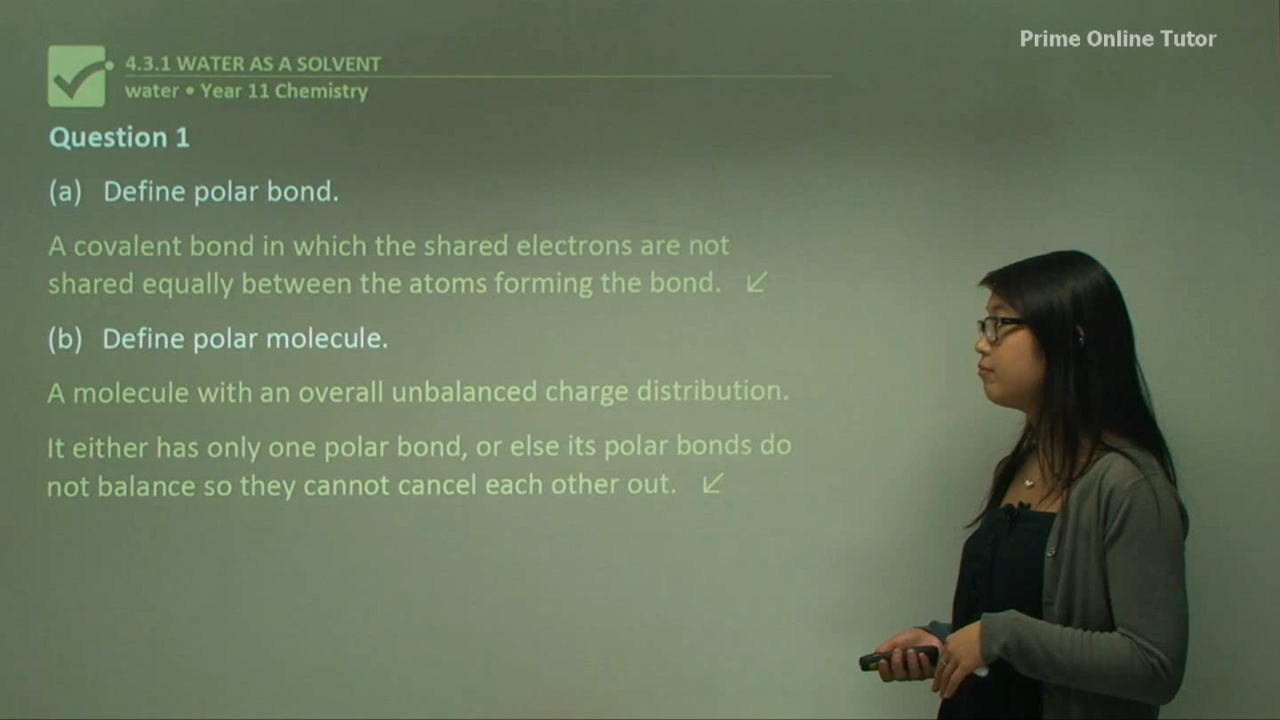 Prime Online Tutor
4.3.1 WATER AS A SOLVENT
water • Year 11 Chemistry
Question 1
(a) Define polar bond.
A covalent bond in which the shared electrons are not
shared equally between the atoms forming the bond. ↙
(b) Define polar molecule.
A molecule with an overall unbalanced charge distribution.
It either has only one polar bond, or else its polar bonds do
not balance so they cannot cancel each other out. ↙